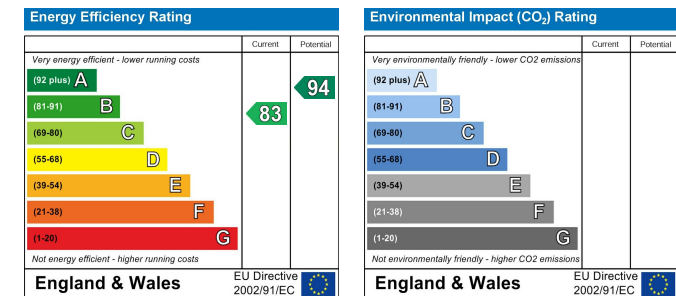 Energy Efficiency Rating
Current Potential
Very energy efficient - lower running costs
(92 plus) A
94
(81-91) B
83
(69-80) C
(55-68) D
(39-54) E
(21-38) F
(1-20) G
Not energy efficient - higher running costs
England & Wales
EU Directive
2002/91/EC
Environmental Impact (CO₂) Rating
Current Potential
Very environmentally friendly - lower CO2 emissions
(92 plus) A
(81-91) B
(69-80) C
(55-68) D
(39-54) E
(21-38) F
(1-20) G
Not environmentally friendly - higher CO2 emissions
England & Wales
EU Directive
2002/91/EC